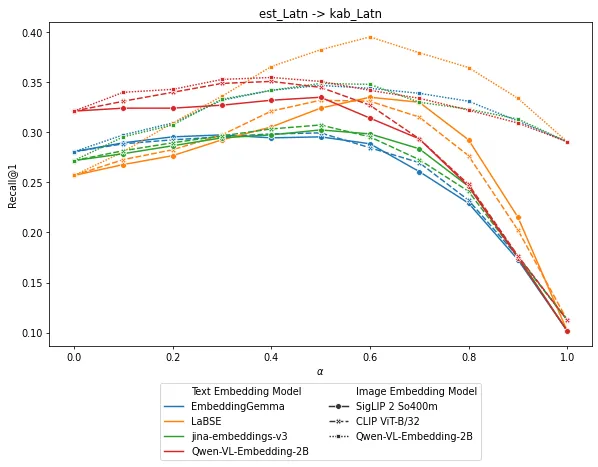 est_Latn -> kab_Latn
0.40
0.35
0.30
0.25
0.20
0.15
0.10
Recall@1
0.0 0.2 0.4 0.6 0.8 1.0
α
Text Embedding Model
EmbeddingGemma
LaBSE
jina-embeddings-v3
Qwen-VL-Embedding-2B
Image Embedding Model
SigLIP 2 So400m
CLIP ViT-B/32
Qwen-VL-Embedding-2B